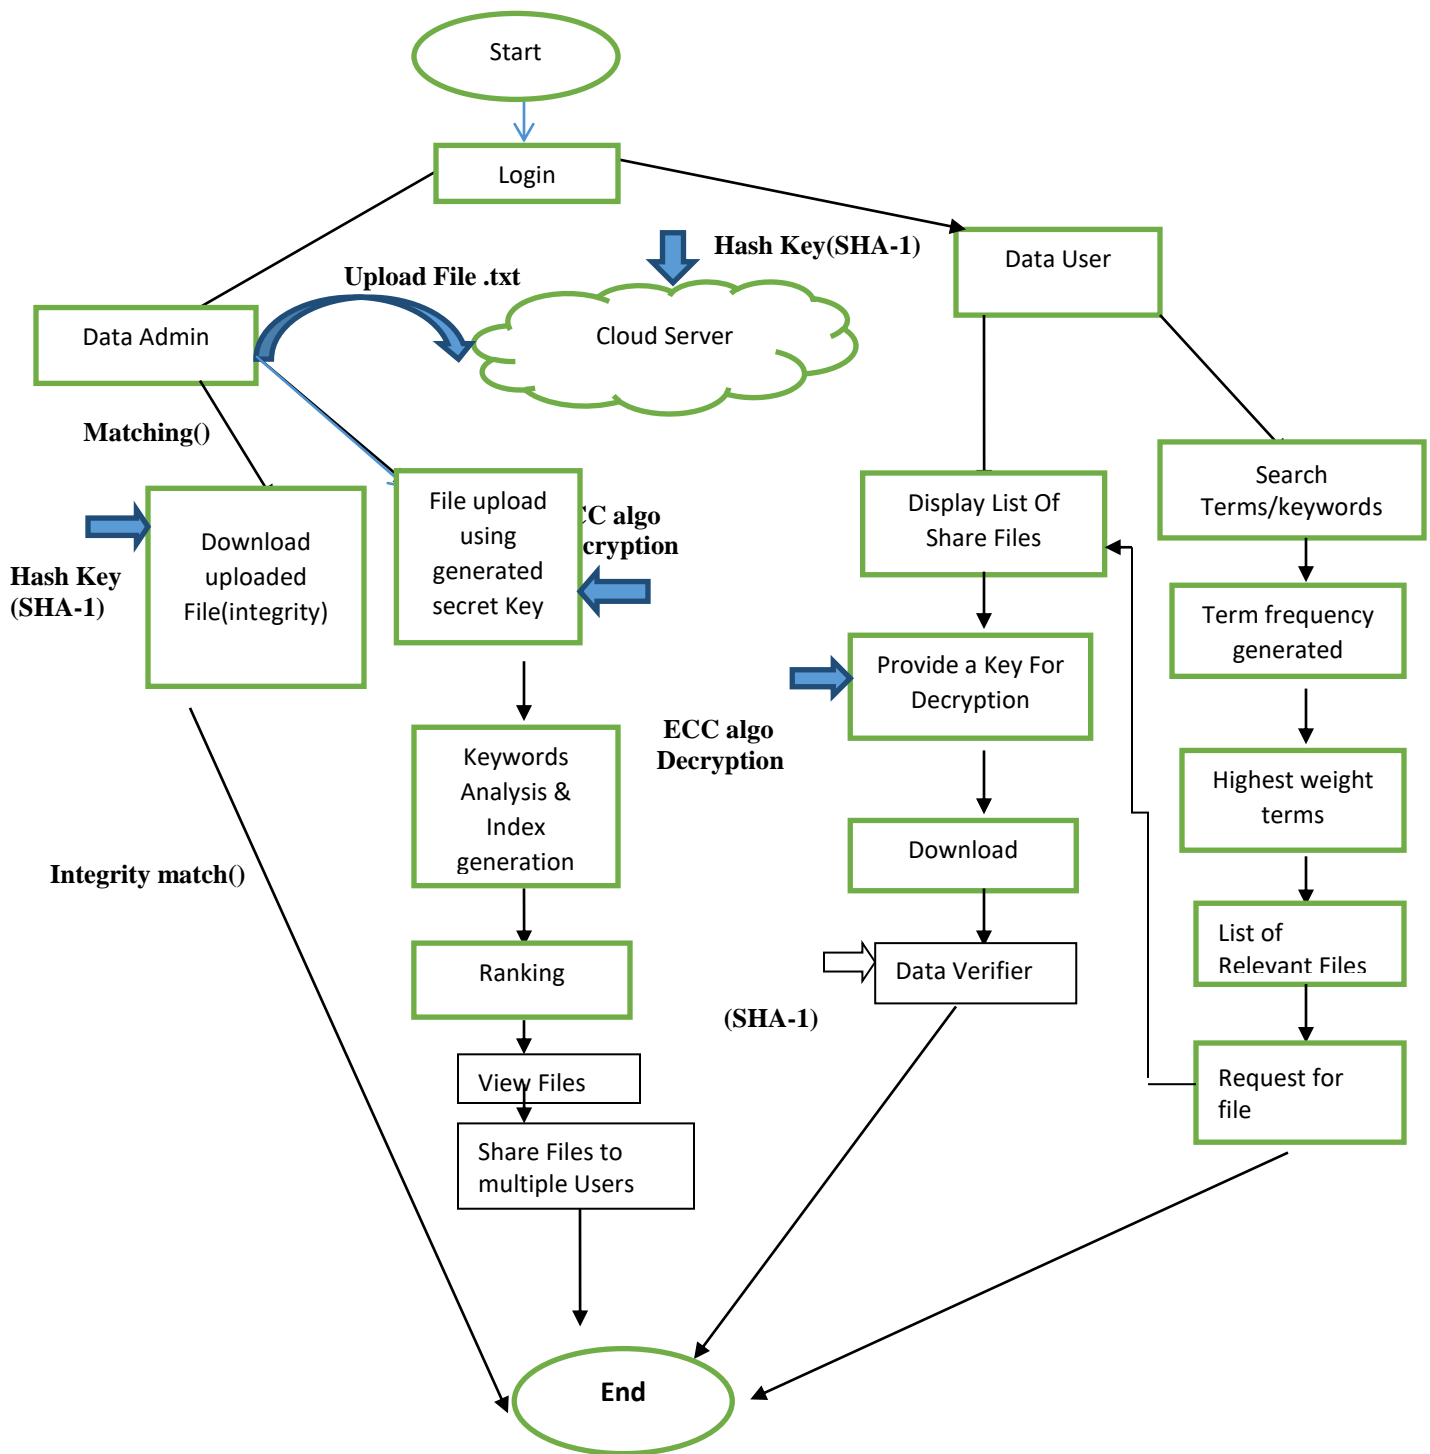 Start
Login
Hash Key(SHA-1)
Data User
Upload File .txt
Data Admin
Cloud Server
Matching()
File upload
using
generated
secret Key
CC algo
cryption
Download
uploaded
File(integrity)
Hash Key
(SHA-1)
Display List Of
Share Files
Search
Terms/keywords
Term frequency
generated
Provide a Key For
Decryption
ECC algo
Decryption
Keywords
Analysis &
Index
generation
Highest weight
terms
Download
Integrity match()
List of
Relevant Files
Ranking
Data Verifier
(SHA-1)
View Files
Request for
file
Share Files to
multiple Users
End